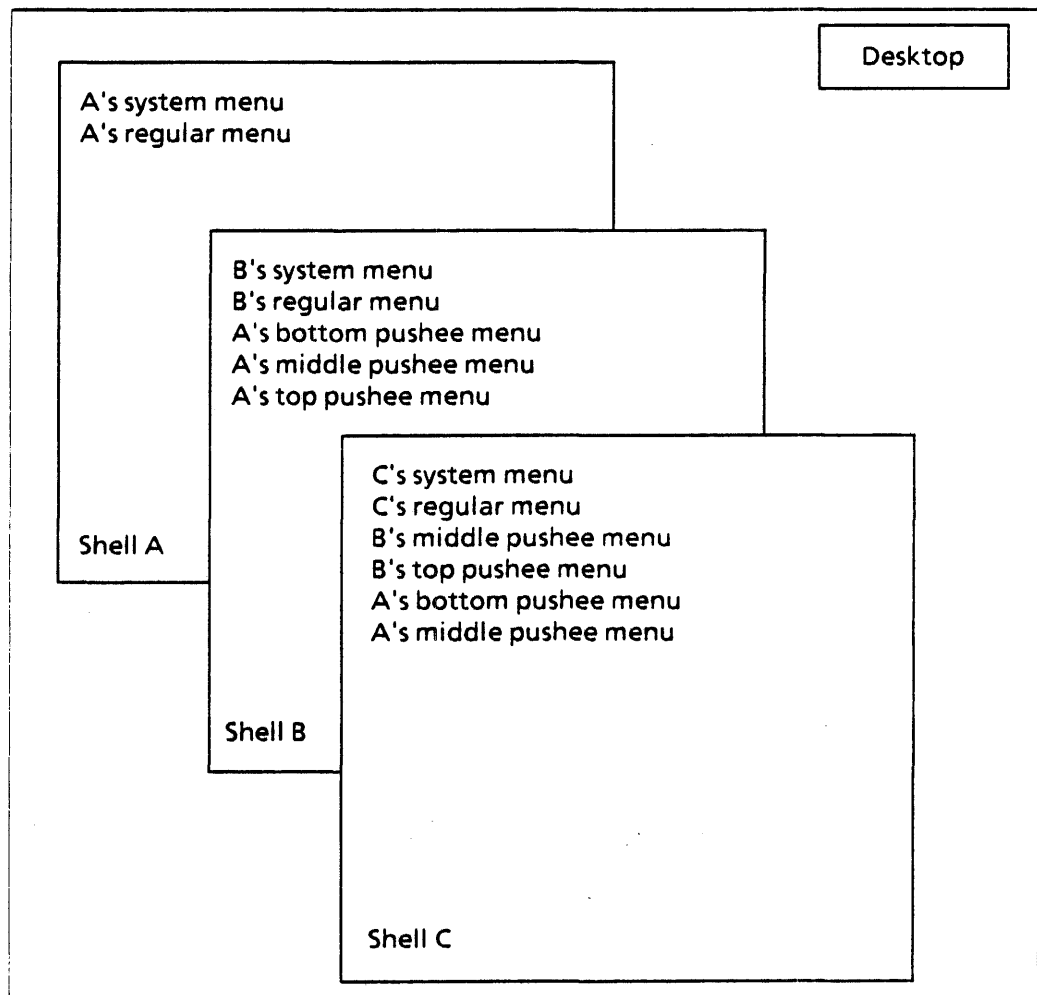 Desktop
A's system menu
A's regular menu
Shell A
B's system menu
B's regular menu
A's bottom pushee menu
A's middle pushee menu
A's top pushee menu
Shell B
C's system menu
C's regular menu
B's middle pushee menu
B's top pushee menu
A's bottom pushee menu
A's middle pushee menu
Shell C